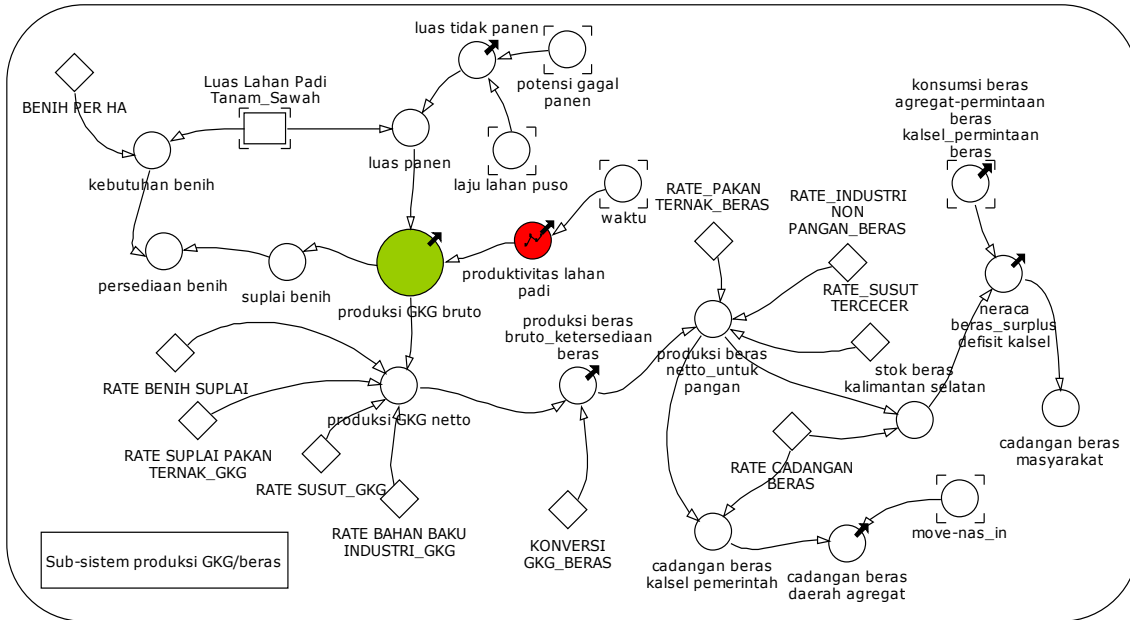 luas tidak panen
potensi gagal
panen
Luas Lahan Padi
Tanam_Sawah
BENIH PER HA
konsumsi beras
agregat-permintaan
beras
kalsel_permintaan
beras
luas panen
laju lahan puso
kebutuhan benih
waktu
RATE_PAKAN
TERNAK_BERAS
RATE_INDUSTRI
NON
PANGAN_BERAS
persediaan benih
suplai benih
produksi GKG bruto
produktivitas lahan
padi
RATE_SUSUT
TERCECER
neraca
beras_surplus
defisit kalsel
produksi beras
bruto_ketersediaan
beras
produksi beras
netto_untuk
pangan
stok beras
kalimantan selatan
RATE BENIH SUPLAI
produksi GKG netto
cadangan beras
masyarakat
RATE SUPLAI PAKAN
TERNAK_GKG
RATE SUSUT_GKG
RATE CADANGAN
BERAS
RATE BAHAN BAKU
INDUSTRI_GKG
KONVERSI
GKG_BERAS
move-nas_in
cadangan beras
kalsel pemerintah
cadangan beras
daerah agregat
Sub-sistem produksi GKG/beras